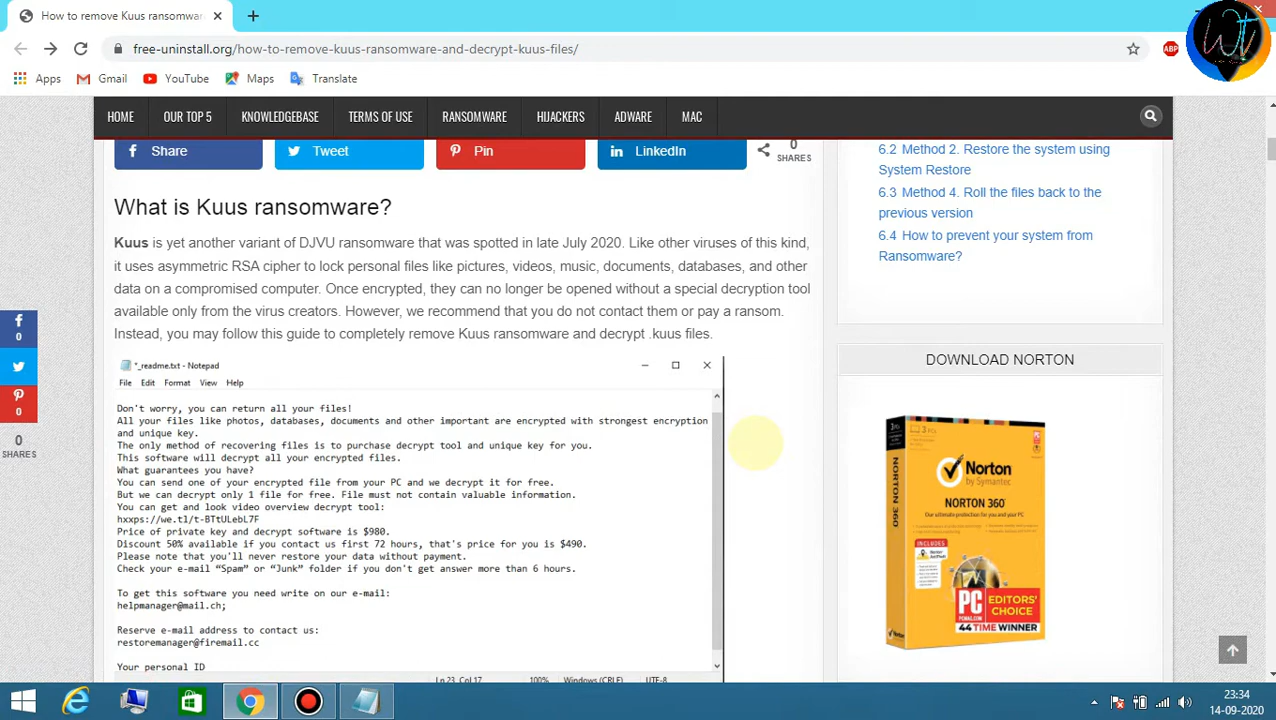 How to remove Kuus ransomwar
free-uninstall.org/how-to-remove-kuus-ransomware-and-decrypt-kuus-files/
ABP
Apps
Gmail
YouTube
Maps
Translate
HOME
OUR TOP 5
KNOWLEDGEBASE
TERMS OF USE
RANSOMWARE
HIJACKERS
ADWARE
MAC
Share
Tweet
Pin
LinkedIn
0
SHARES
What is Kuus ransomware?
Kuus is yet another variant of DJVU ransomware that was spotted in late July 2020. Like other viruses of this kind,
it uses asymmetric RSA cipher to lock personal files like pictures, videos, music, documents, databases, and other
data on a compromised computer. Once encrypted, they can no longer be opened without a special decryption tool
available only from the virus creators. However, we recommend that you do not contact them or pay a ransom.
Instead, you may follow this guide to completely remove Kuus ransomware and decrypt .kuus files.
0
0
0
SHARES
*_readme.txt - Notepad
File Edit Format View Help
Don't worry, you can return all your files!
All your files like photos, databases, documents and other important are encrypted with strongest encryption
and unique key.
The only method of recovering files is to purchase decrypt tool and unique key for you.
This software will decrypt all your encrypted files.
What guarantees you have?
You can send one of your encrypted file from your PC and we decrypt it for free.
But we can decrypt only 1 file for free. File must not contain valuable information.
You can get and look video overview decrypt tool:
hxxps://we.tl/t-BTtULebL7F
Price of private key and decrypt software is $980.
Discount 50% available if you contact us first 72 hours, that's price for you is $490.
Please note that you'll never restore your data without payment.
Check your e-mail “Spam” or “Junk” folder if you don't get answer more than 6 hours.
To get this software you need write on our e-mail:
helpmanager@mail.ch;
Reserve e-mail address to contact us:
restoremanager@firemail.cc
Your personal ID
Ln 23, Col 17
100%
Windows (CRLF)
UTF-8
6.2 Method 2. Restore the system using
System Restore
6.3 Method 4. Roll the files back to the
previous version
6.4 How to prevent your system from
Ransomware?
DOWNLOAD NORTON
Norton
by Symantec
NORTON 360
INCLUDES
PC
EDITORS'
CHOICE
44 TIME WINNER
23:34
14-09-2020